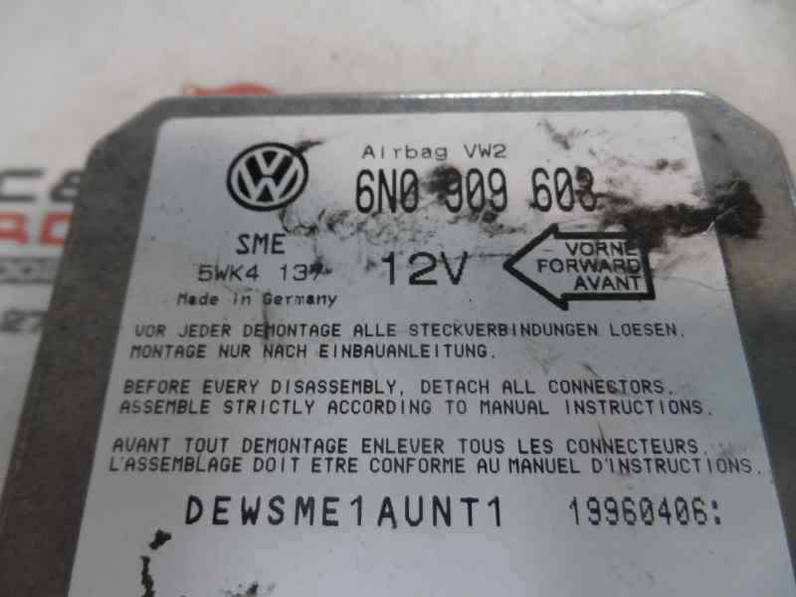 Airbag VW2
6N0 909 603
SME
5WK4 137
12V
VORNE
FORWARD
AVANT
Made in Germany
VOR JEDER DEMONTAGE ALLE STECKVERBINDUNGEN LOESEN.
MONTAGE NUR NACH EINBAUANLEITUNG.
BEFORE EVERY DISASSEMBLY, DETACH ALL CONNECTORS.
ASSEMBLE STRICTLY ACCORDING TO MANUAL INSTRUCTIONS.
AVANT TOUT DEMONTAGE ENLEVER TOUS LES CONNECTEURS.
L'ASSEMBLAGE DOIT ETRE CONFORME AU MANUEL D'INSTRUCTIONS.
DEWSME1AUNT1 19960406: